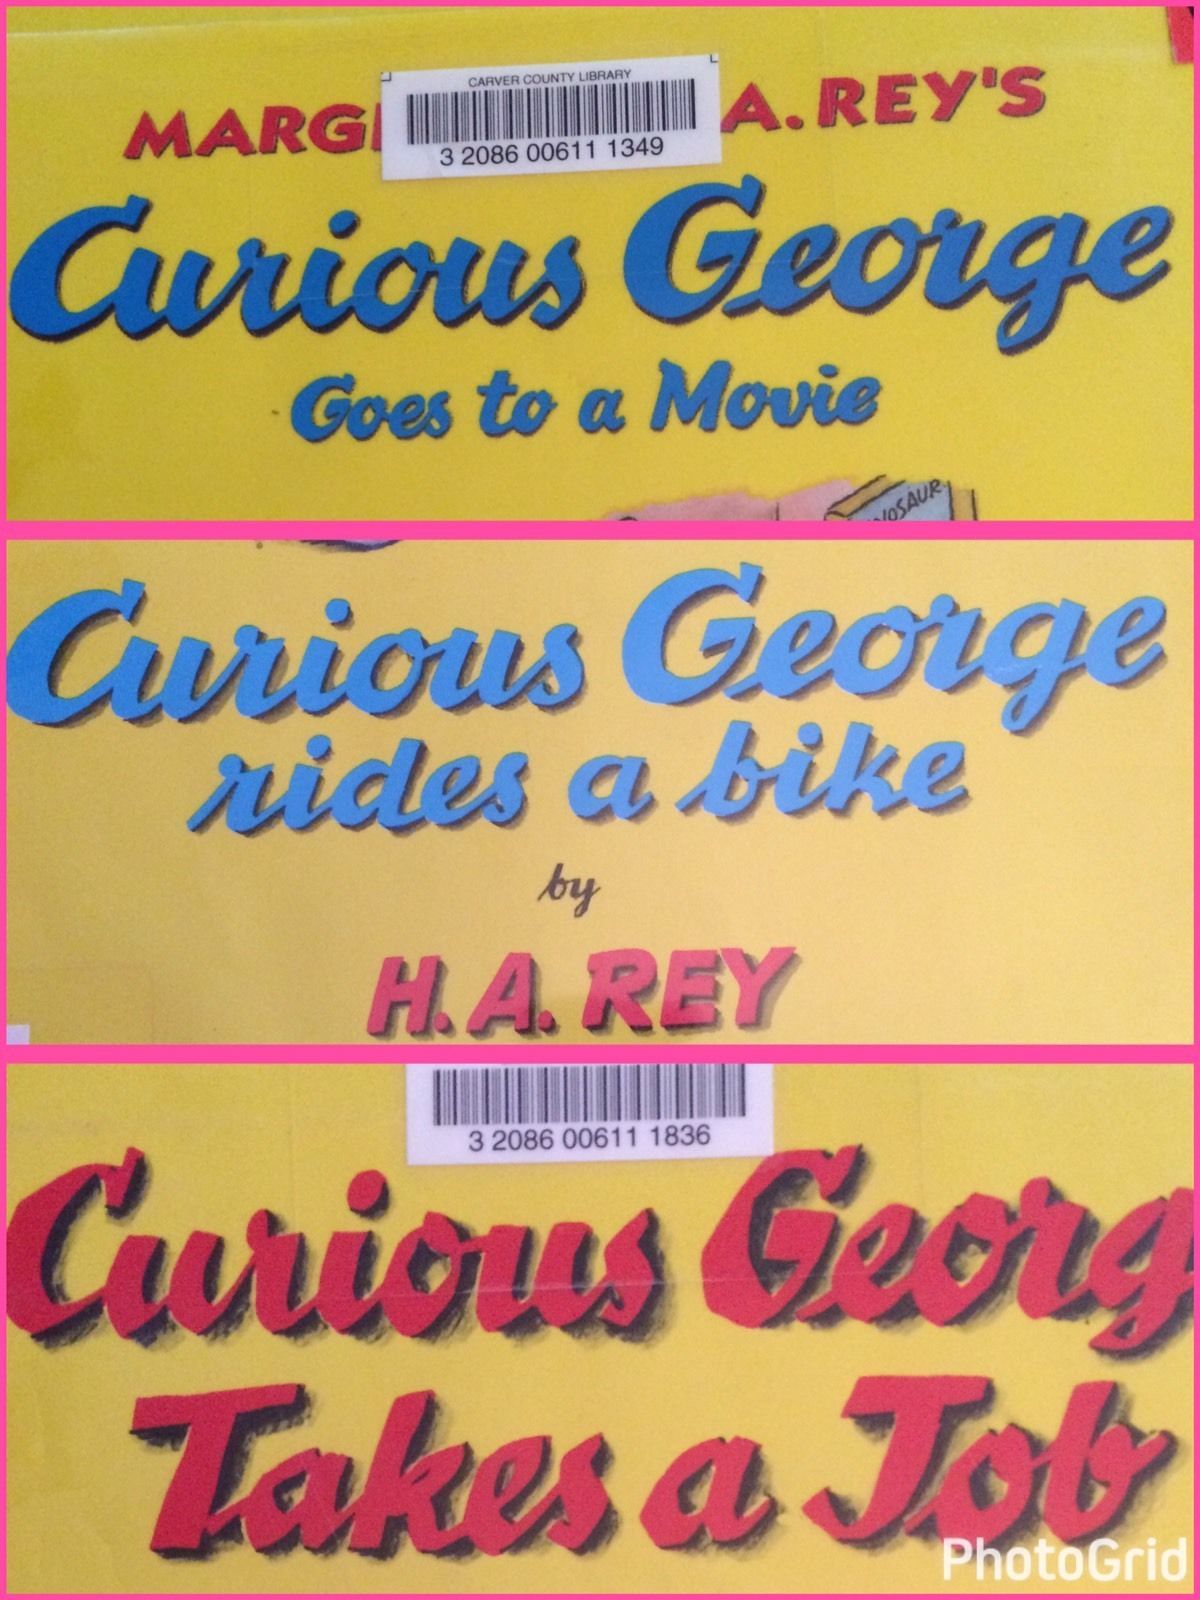 CARVER COUNTY LIBRARY
3 2086 00611 1349
A. REY'S
Curious George
Goes to a Movie
Curious George
rides a bike
by
H. A. REY
3 2086 00611 1836
Curious Georg
Takes a Job
PhotoGrid